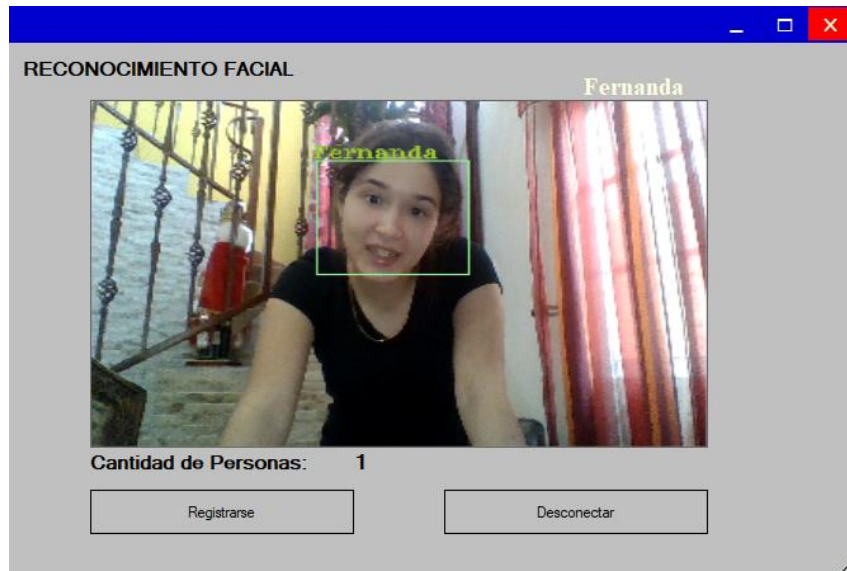 RECONOCIMIENTO FACIAL
Fernanda
Fernanda
Cantidad de Personas: 1
Registrarse
Desconectar